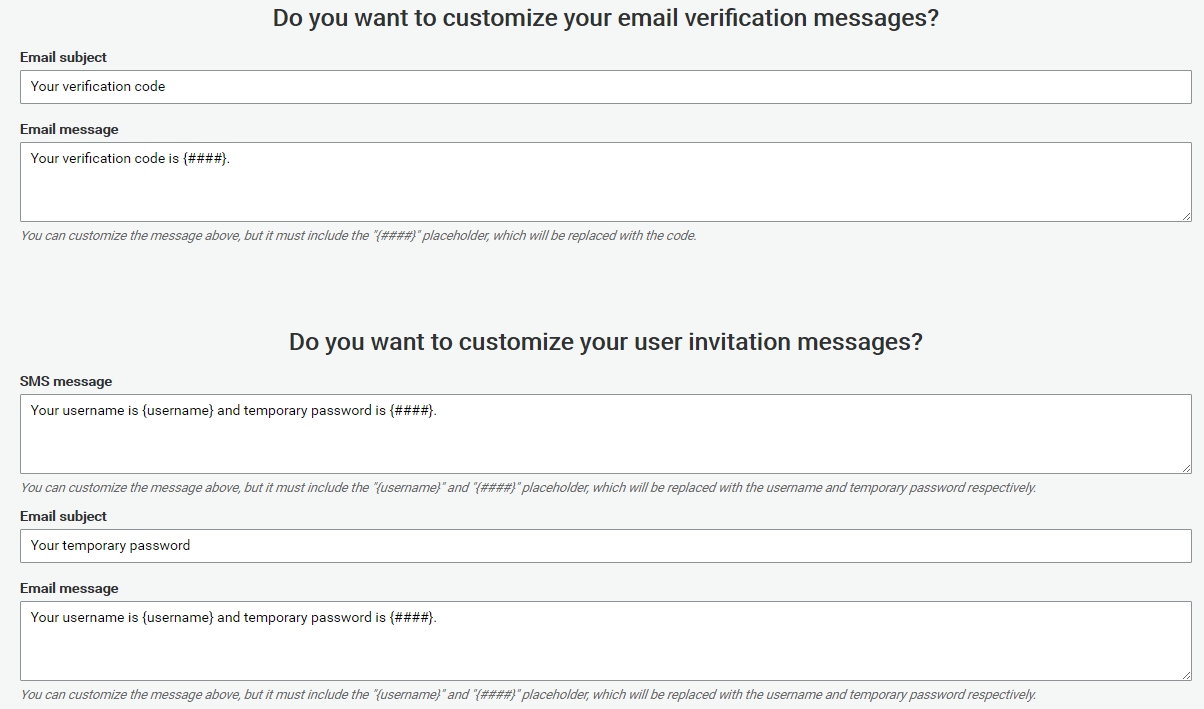 Do you want to customize your email verification messages?
Email subject
Your verification code
Email message
Your verification code is {####}.
You can customize the message above, but it must include the "{####}" placeholder, which will be replaced with the code.
Do you want to customize your user invitation messages?
SMS message
Your username is {username} and temporary password is {####}.
You can customize the message above, but it must include the "{username}" and "{####}" placeholder, which will be replaced with the username and temporary password respectively.
Email subject
Your temporary password
Email message
Your username is {username} and temporary password is {####}.
You can customize the message above, but it must include the "{username}" and "{####}" placeholder, which will be replaced with the username and temporary password respectively.